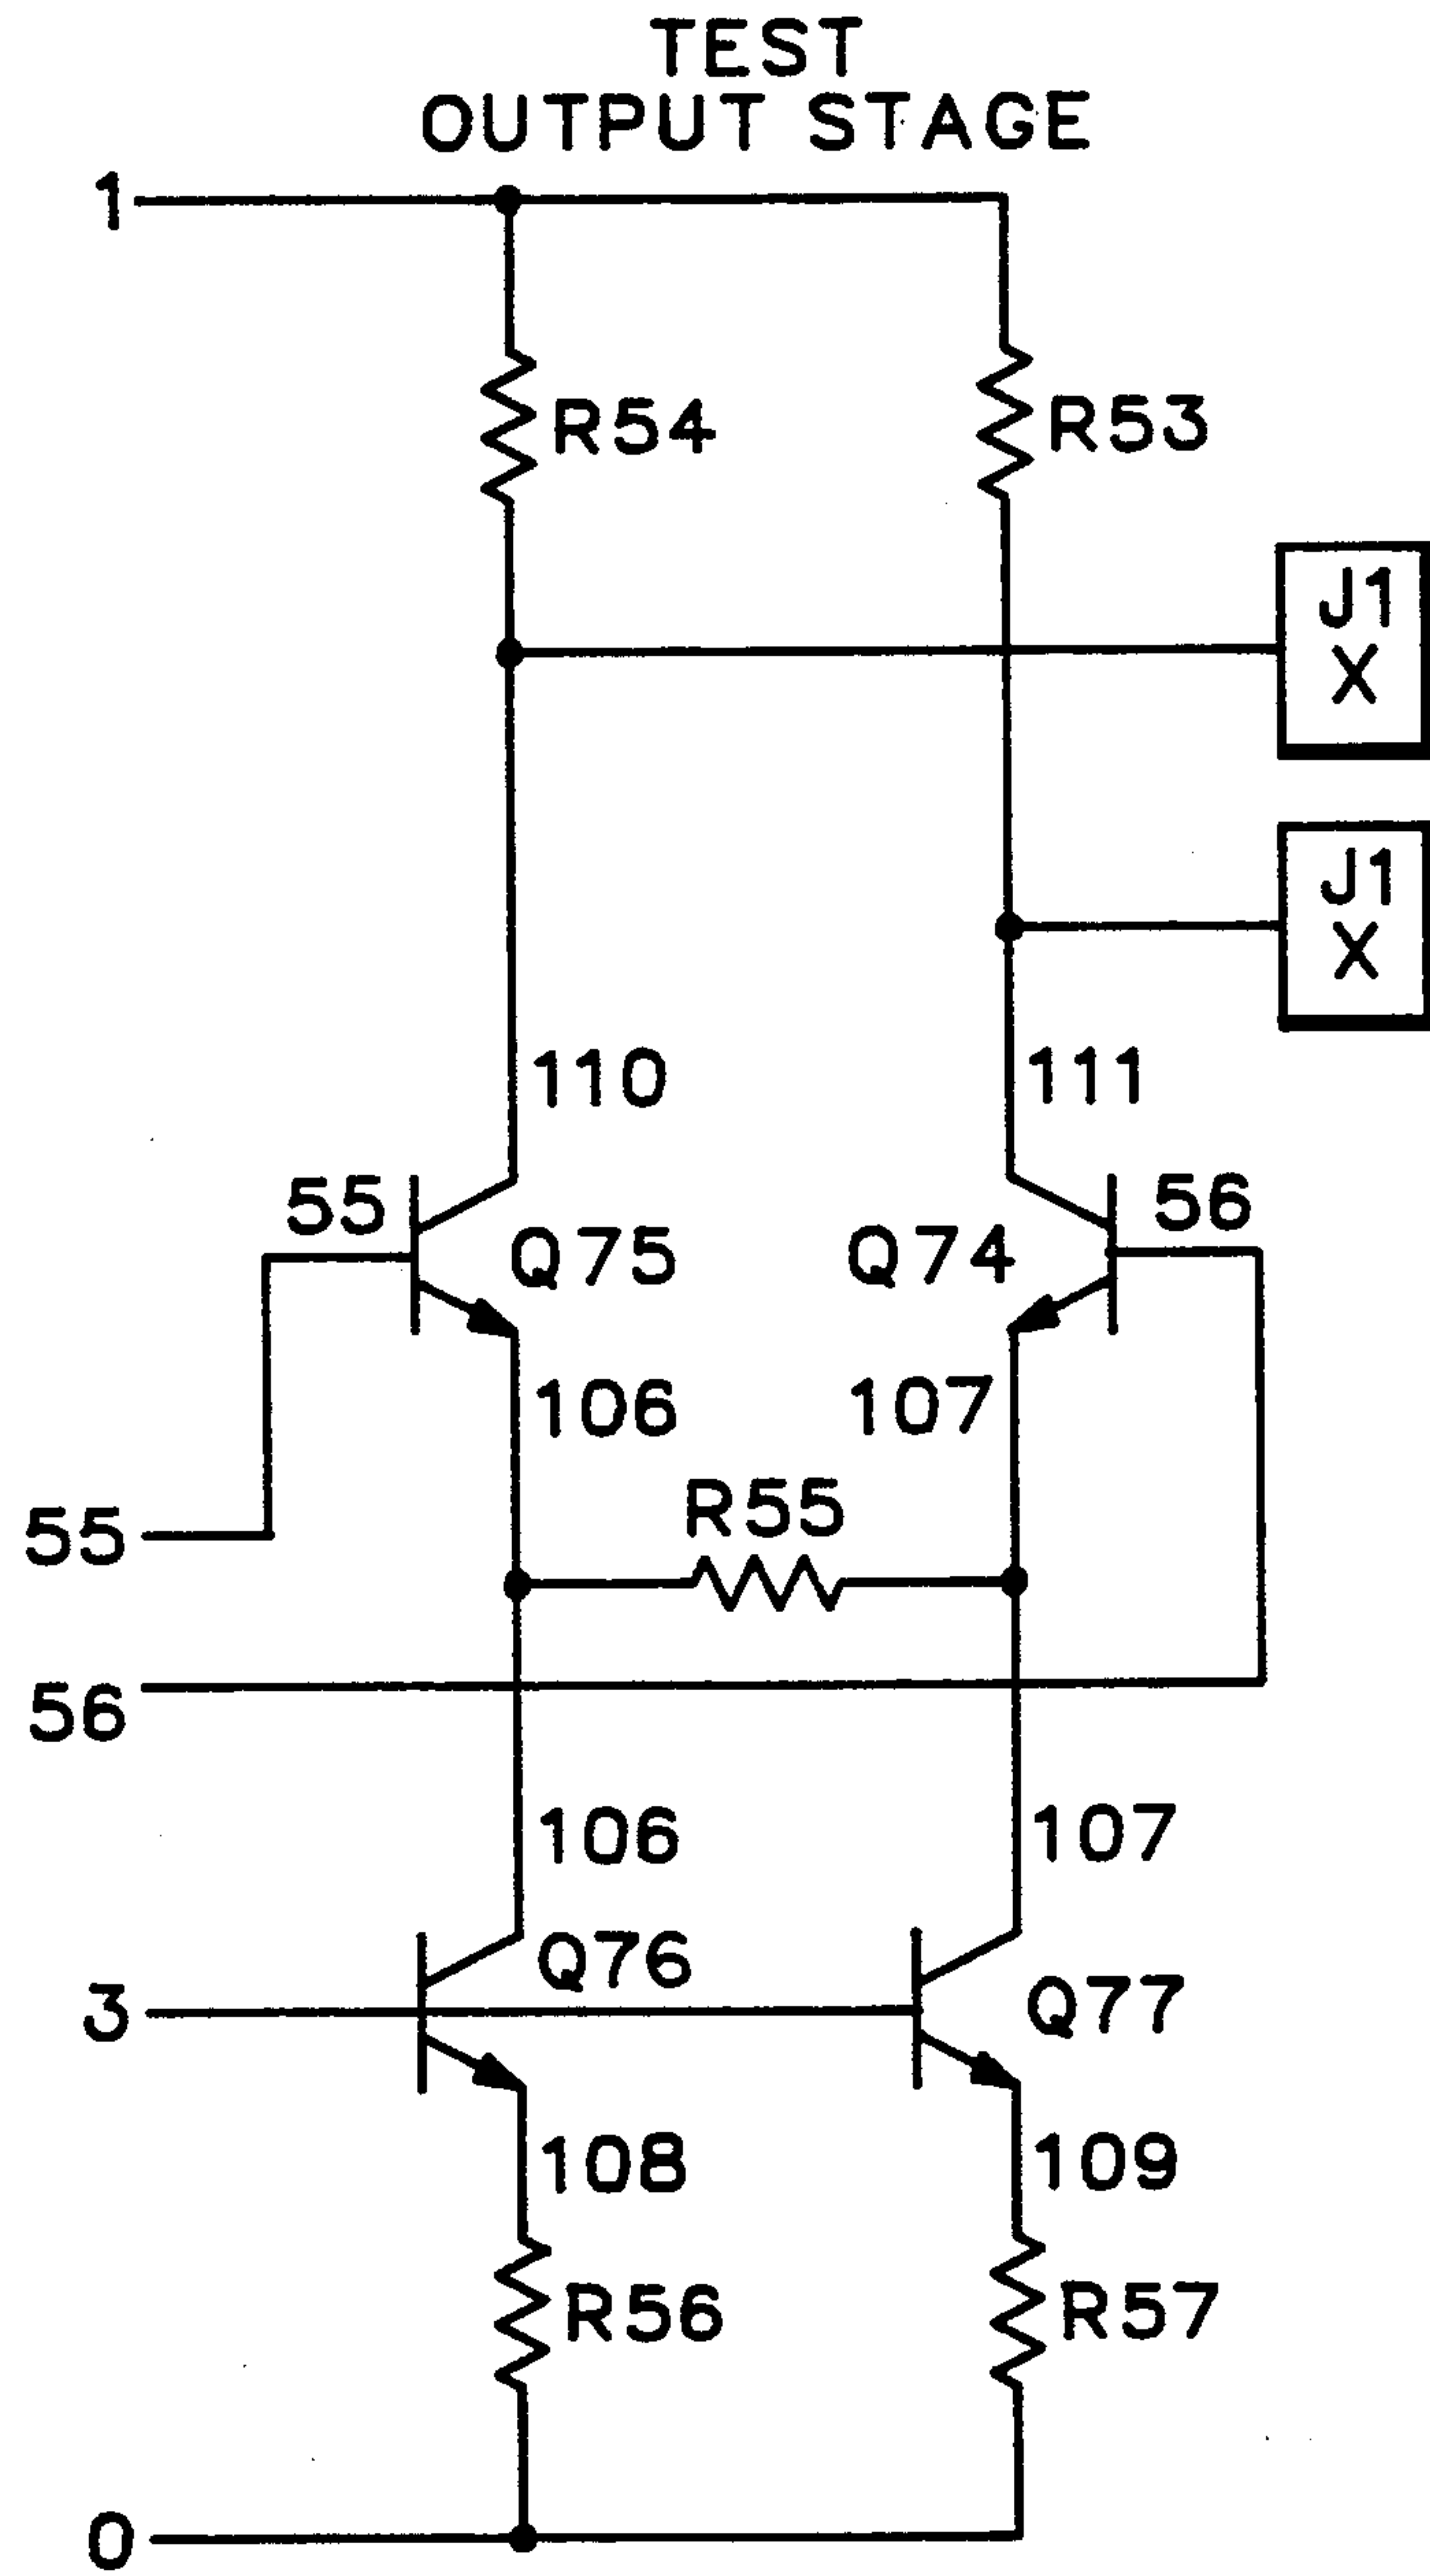 TEST
OUTPUT STAGE
1
R54
R53
J1
X
J1
X
110
111
55
Q75
Q74
56
106
107
55
R55
56
106
107
3
Q76
Q77
108
109
R56
R57
0